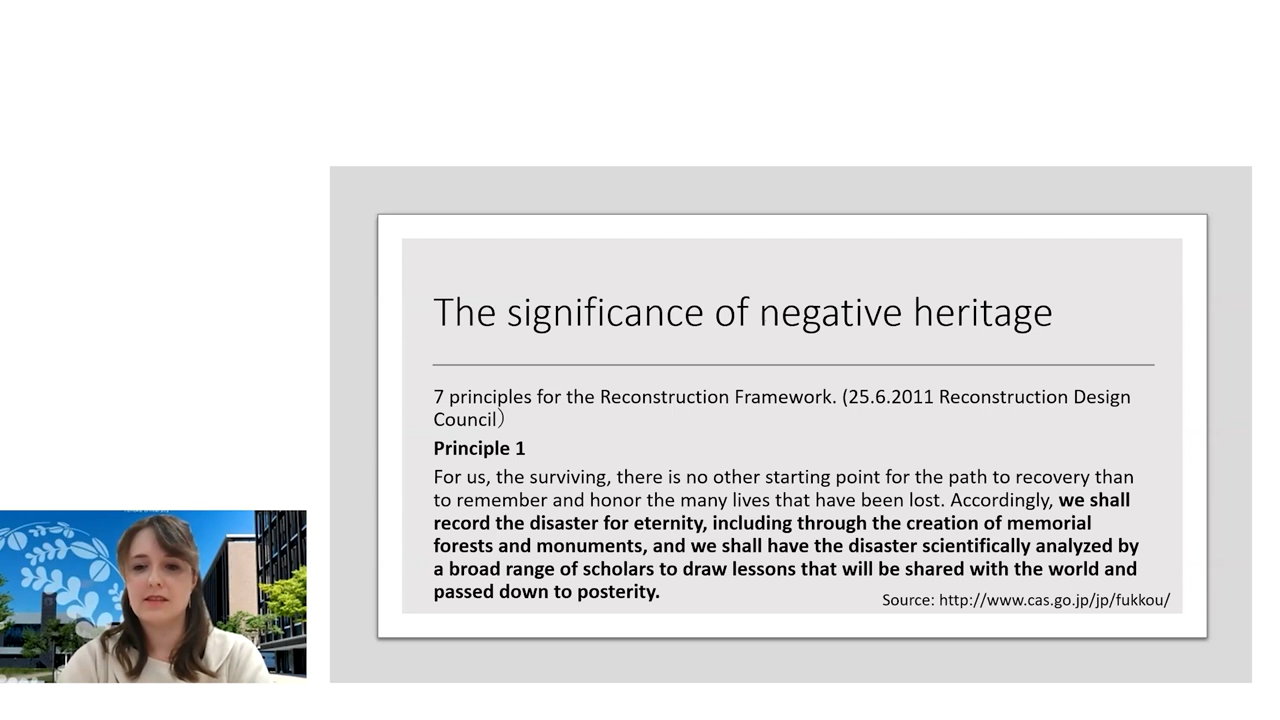 The significance of negative heritage
7 principles for the Reconstruction Framework. (25.6.2011 Reconstruction Design
Council）
Principle 1
For us, the surviving, there is no other starting point for the path to recovery than
to remember and honor the many lives that have been lost. Accordingly, we shall
record the disaster for eternity, including through the creation of memorial
forests and monuments, and we shall have the disaster scientifically analyzed by
a broad range of scholars to draw lessons that will be shared with the world and
passed down to posterity.
Source: http://www.cas.go.jp/jp/fukkou/